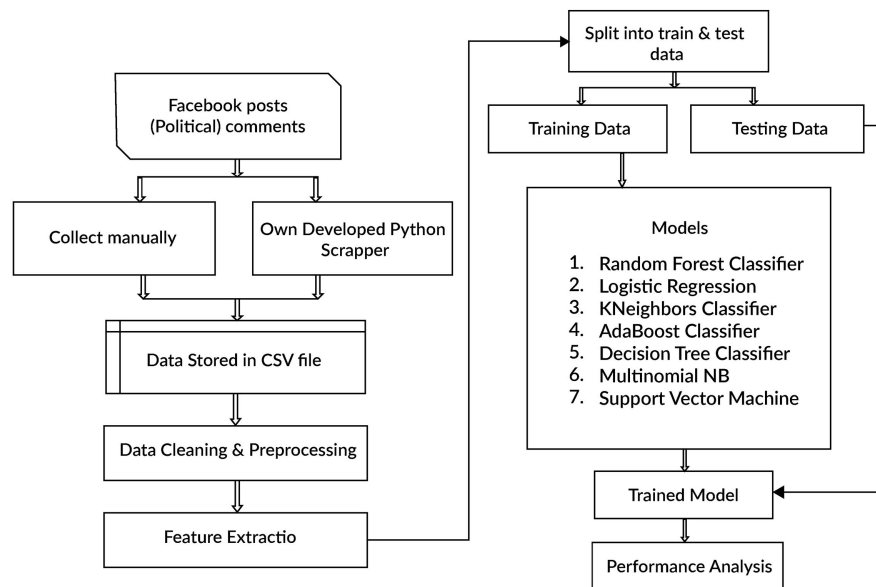 Facebook posts
(Political) comments
Collect manually
Own Developed Python
Scrapper
Data Stored in CSV file
Data Cleaning & Preprocessing
Feature Extractio
Split into train & test
data
Training Data
Testing Data
Models
1. Random Forest Classifier
2. Logistic Regression
3. KNeighbors Classifier
4. AdaBoost Classifier
5. Decision Tree Classifier
6. Multinomial NB
7. Support Vector Machine
Trained Model
Performance Analysis